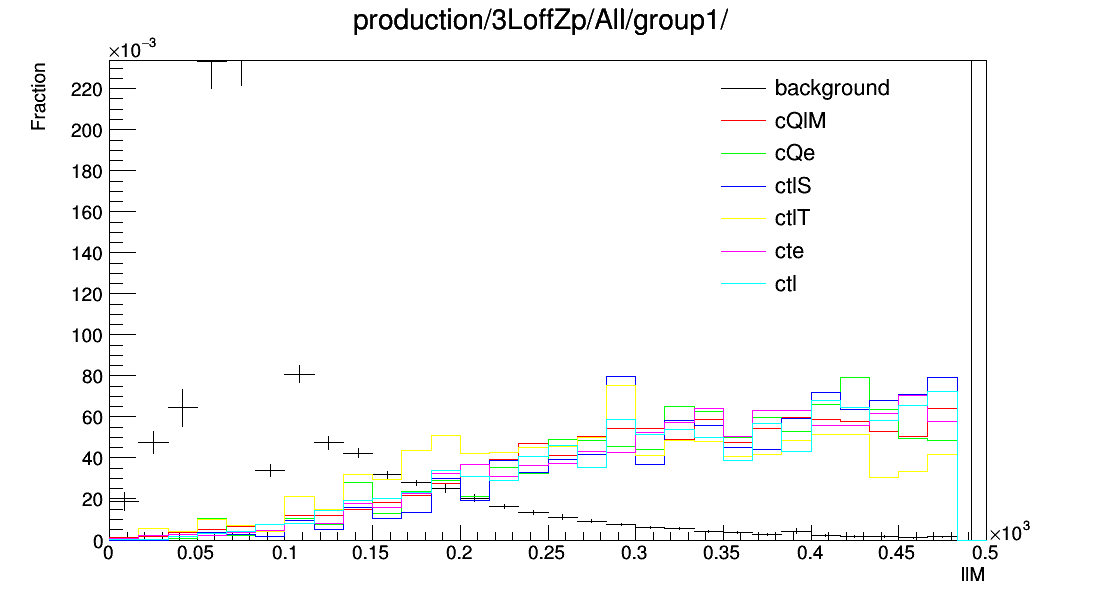 production/3LoffZp/All/group1/
×10⁻³
Fraction
220
200
180
160
140
120
100
80
60
40
20
0
background
cQlM
cQe
ctlS
ctlT
cte
ctl
0 0.05 0.1 0.15 0.2 0.25 0.3 0.35 0.4 0.45 0.5
×10³
llM